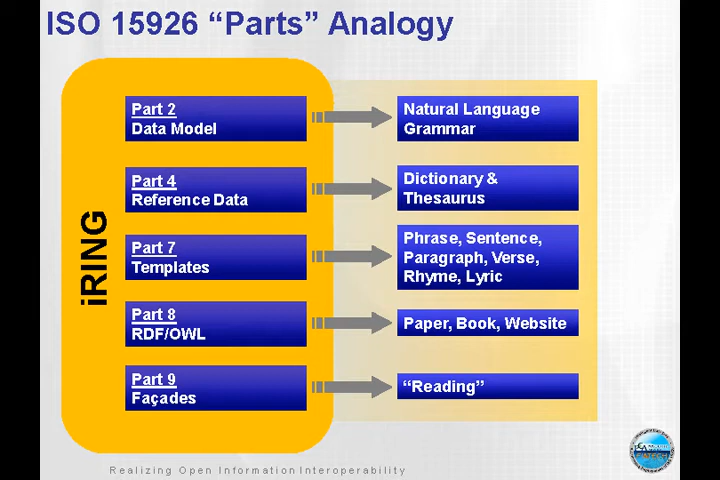 ISO 15926 “Parts” Analogy
iRING
Part 2
Data Model
Natural Language
Grammar
Part 4
Reference Data
Dictionary &
Thesaurus
Part 7
Templates
Phrase, Sentence,
Paragraph, Verse,
Rhyme, Lyric
Part 8
RDF/OWL
Paper, Book, Website
Part 9
Façades
“Reading”
Realizing Open Information Interoperability